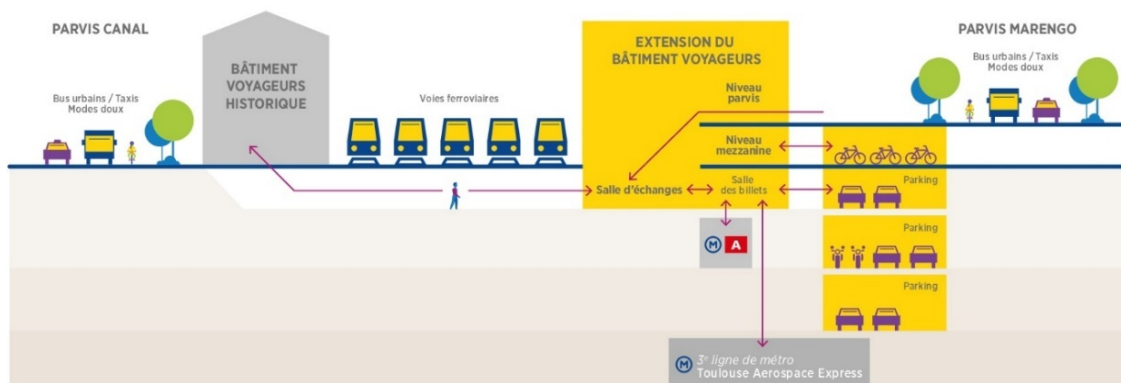 PARVIS CANAL
Bus urbains / Taxis
Modes doux
BÂTIMENT
VOYAGEURS
HISTORIQUE
Voies ferroviaires
EXTENSION DU
BÂTIMENT VOYAGEURS
Niveau
parvis
Niveau
mezzanine
Salle d'échanges
Salle
des billets
PARVIS MARENGO
Bus urbains / Taxis
Modes doux
Parking
Parking
Parking
M A
M 3e ligne de métro
Toulouse Aerospace Express